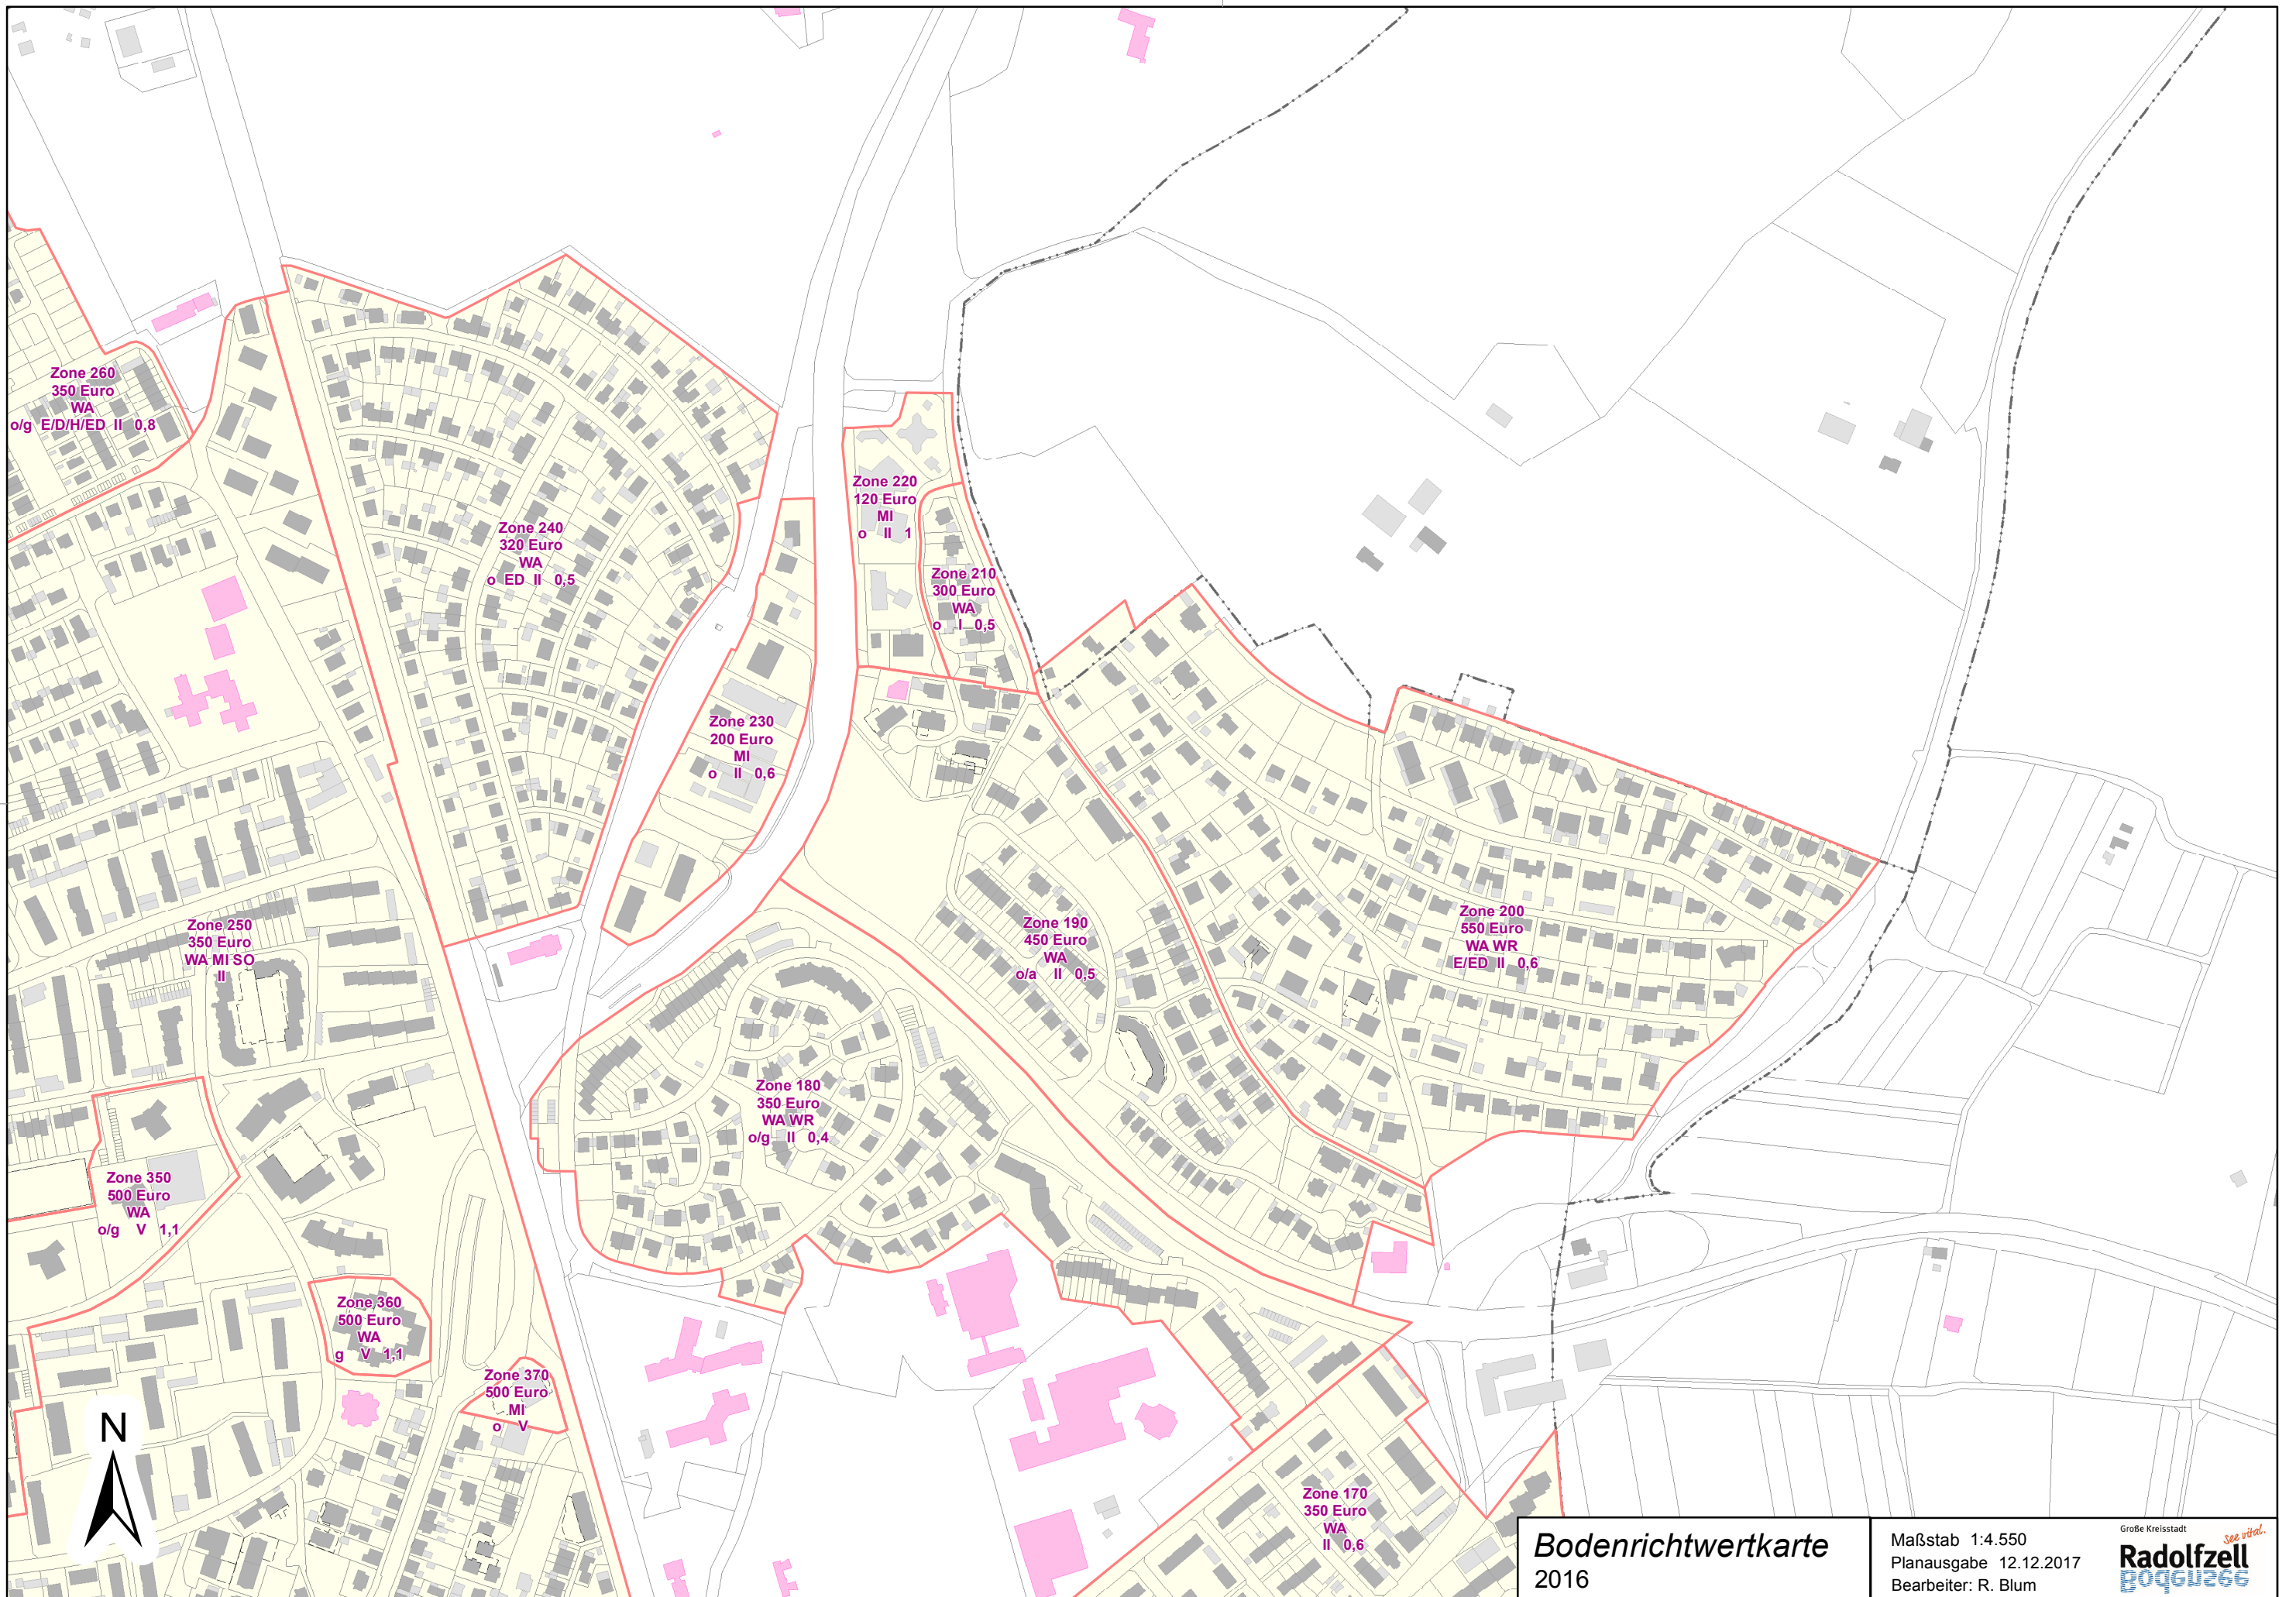 Zone 260
350 Euro
WA
o/g E/D/H/ED II 0,8
Zone 240
320 Euro
WA
o ED II 0,5
Zone 220
120 Euro
MI
o II 1
Zone 210
300 Euro
WA
o I 0,5
Zone 230
200 Euro
MI
o II 0,6
Zone 250
350 Euro
WA MI SO
II
Zone 190
450 Euro
WA
o/a II 0,5
Zone 200
550 Euro
WA WR
E/ED II 0,6
Zone 180
350 Euro
WA WR
o/g II 0,4
Zone 350
500 Euro
WA
o/g V 1,1
Zone 360
500 Euro
WA
g V 1,1
Zone 370
500 Euro
MI
o V
Zone 170
350 Euro
WA
II 0,6
N
Bodenrichtwertkarte
2016
Maßstab 1:4.550
Planausgabe 12.12.2017
Bearbeiter: R. Blum
Große Kreisstadt
see vital.
Radolfzell
Bodensee